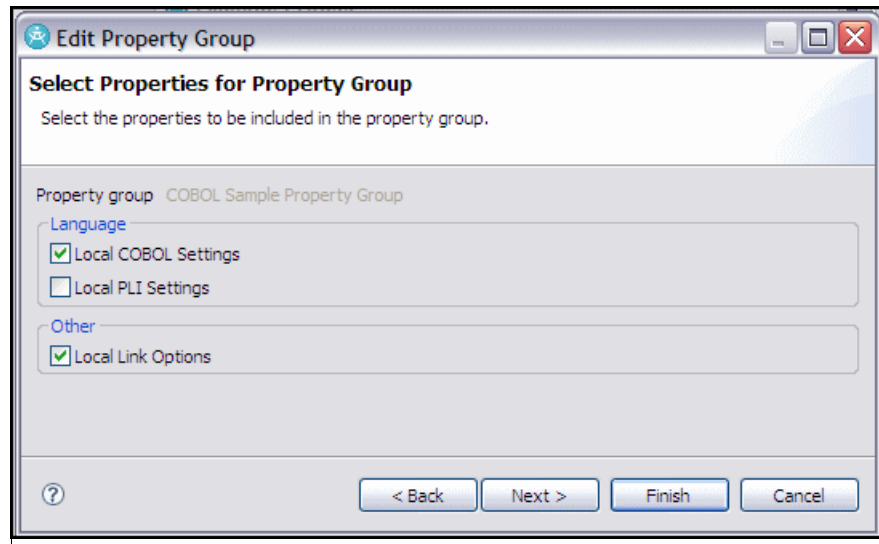 Edit Property Group
Select Properties for Property Group
Select the properties to be included in the property group.
Property group COBOL Sample Property Group
Language
Local COBOL Settings
Local PLI Settings
Other
Local Link Options
? < Back Next > Finish Cancel